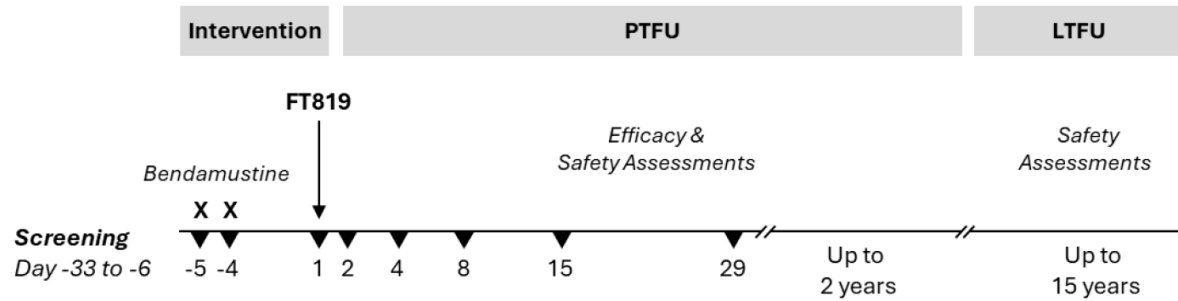 Intervention
PTFU
LTFU
FT819
Efficacy &
Safety Assessments
Safety
Assessments
Bendamustine
X X
Screening
Day -33 to -6
-5 -4 1 2 4 8 15 29
Up to
2 years
Up to
15 years